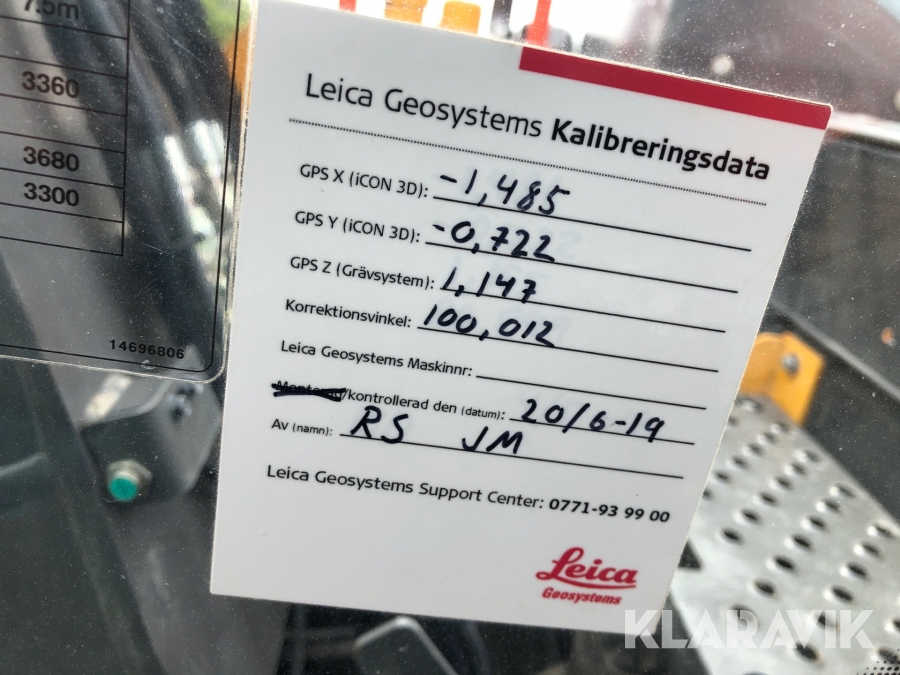 7.5m
3360
3680
3300
14696806
Leica Geosystems Kalibreringsdata
GPS X (iCON 3D): -1,485
GPS Y (iCON 3D): -0,722
GPS Z (Grävsystem): 1,147
Korrektionsvinkel: 100,012
Leica Geosystems Maskinnr:
/kontrollerad den (datum): 20/6-19
Av (namn): RS JM
Leica Geosystems Support Center: 0771-93 99 00
Leica
Geosystems
KLARAVIK